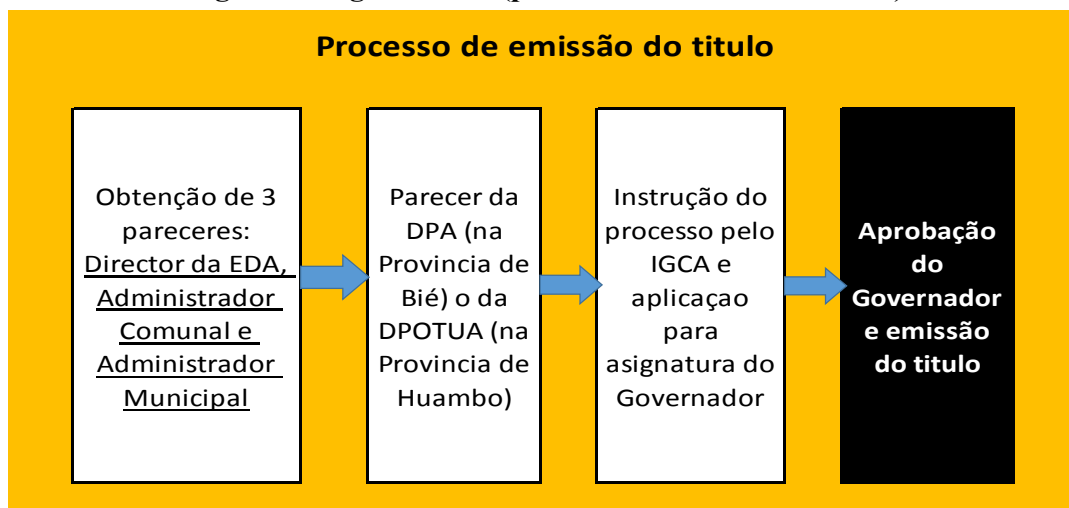 Processo de emissão do titulo
Obtenção de 3
pareceres:
Director da EDA,
Administrador
Comunal e
Administrador
Municipal
Parecer da
DPA (na
Provincia de
Bié) o da
DPOTUA (na
Provincia de
Huambo)
Instrução do
processo pelo
IGCA e
aplicaçao
para
asignatura do
Governador
Aprobação
do
Governador
e emissão
do titulo